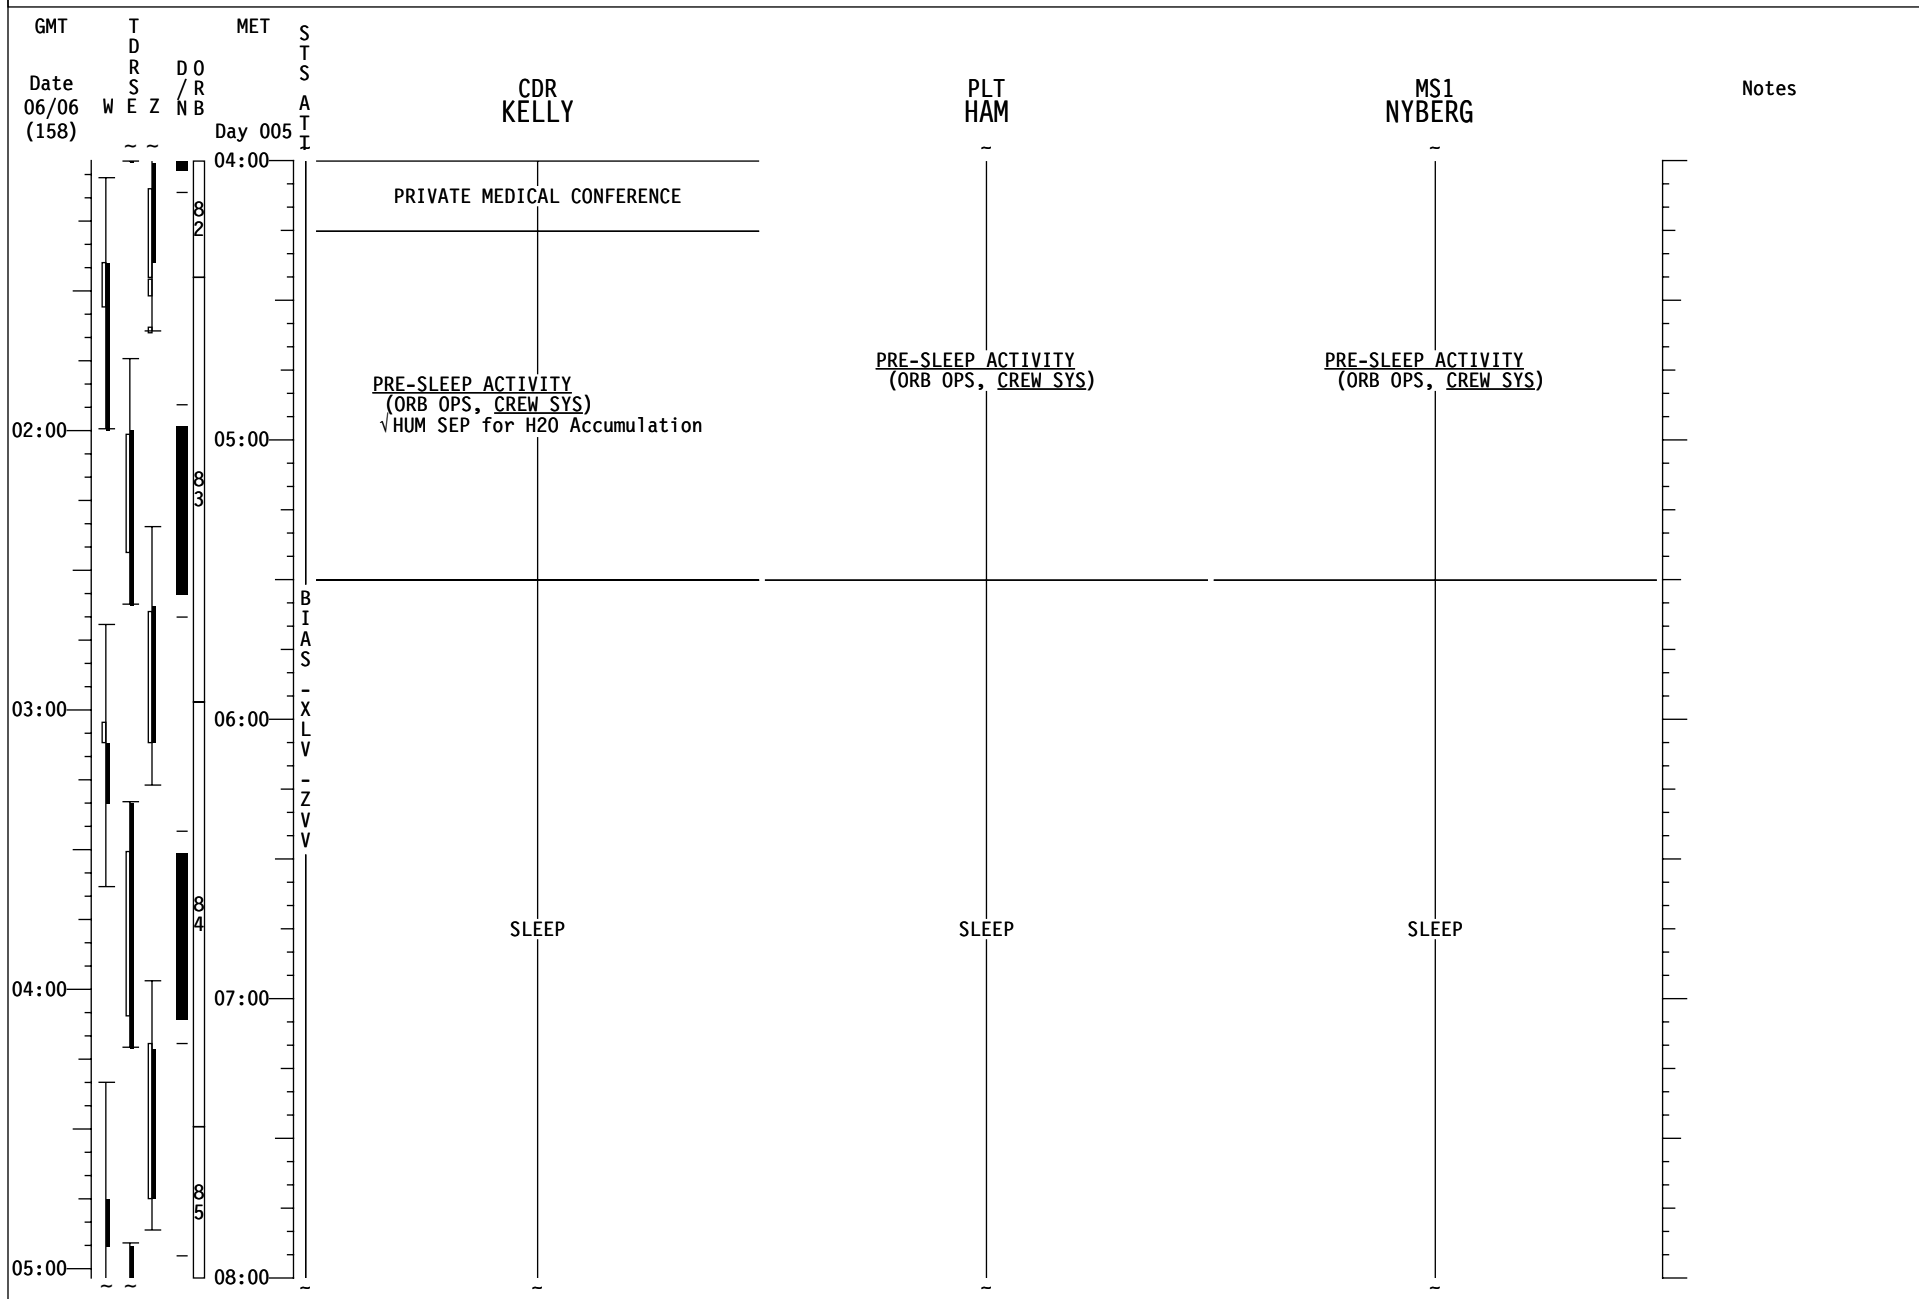 GMT
Date
06/06
(158)
TDRS
W E Z
D/N
ORB
MET
Day 005
STS ATT
CDR
KELLY
PLT
HAM
MS1
NYBERG
Notes
~ ~ ~ ~ ~
04:00
PRIVATE MEDICAL CONFERENCE
82
PRE-SLEEP ACTIVITY
(ORB OPS, CREW SYS)
√HUM SEP for H2O Accumulation
PRE-SLEEP ACTIVITY
(ORB OPS, CREW SYS)
PRE-SLEEP ACTIVITY
(ORB OPS, CREW SYS)
02:00
05:00
83
BIAS -XLV -ZVV
03:00
06:00
84
SLEEP
SLEEP
SLEEP
04:00
07:00
85
05:00
08:00
~ ~ ~ ~ ~ ~